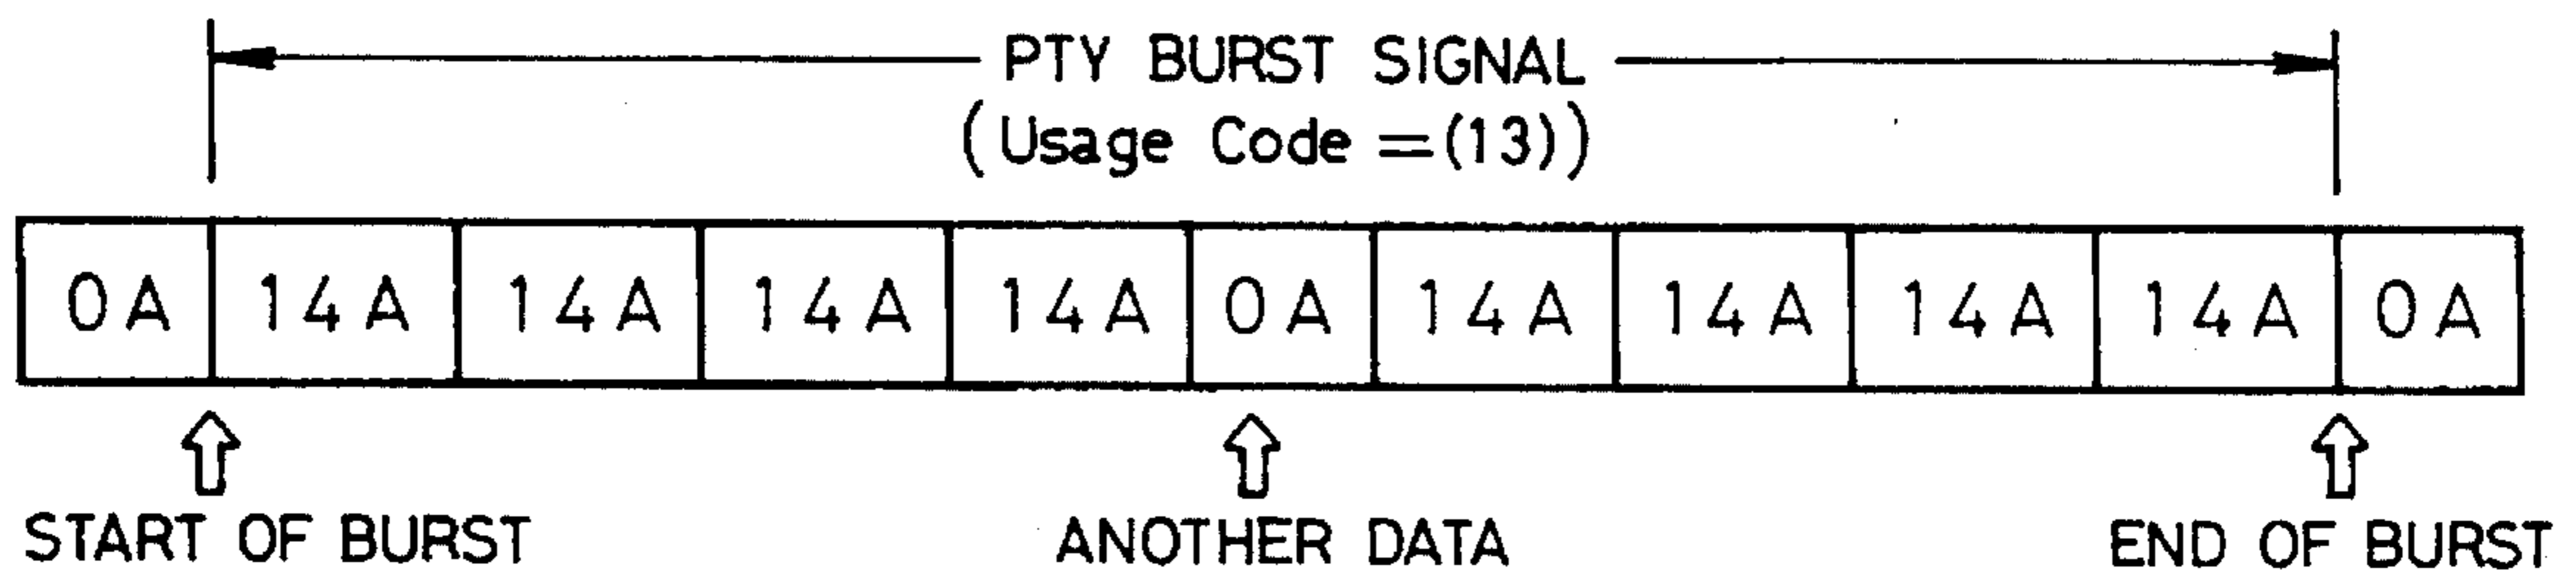 PTY BURST SIGNAL
(Usage Code =(13))
0A 14A 14A 14A 14A 0A 14A 14A 14A 14A 0A
START OF BURST ANOTHER DATA END OF BURST